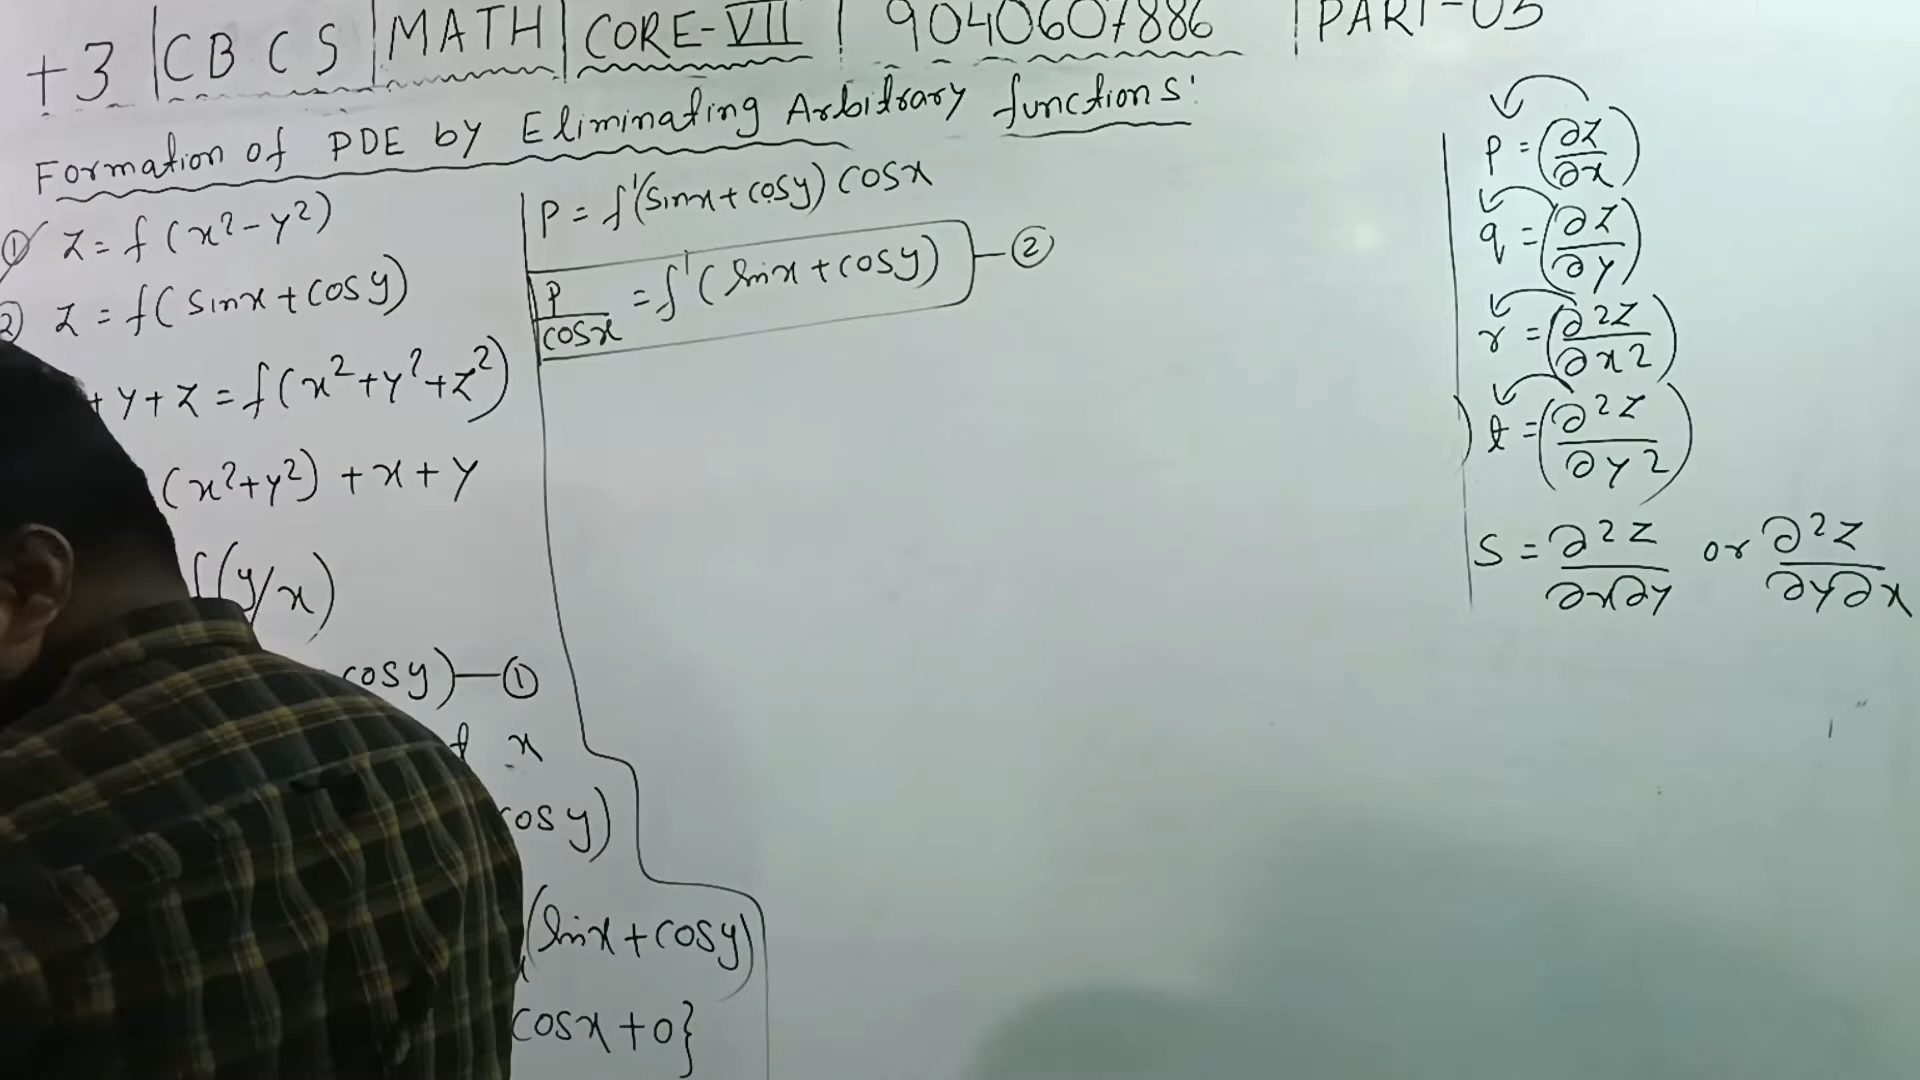 +3 | CBCS | MATH | CORE-VII | 9040607886 | PART-05
Formation of PDE by Eliminating Arbitrary functions:
① z = f(x²-y²)
② z = f(sinx+cosy)
+y+z = f(x²+y²+z²)
(x²+y²)+x+y
f(y/x)
cosy)—①
x
cosy)
(sinx+cosy)
cosx+0}
P = f'(sinx+cosy) cosx
P/cosx = f'(sinx+cosy) —②
P = (∂z/∂x)
q = (∂z/∂y)
r = (∂²z/∂x²)
t = (∂²z/∂y²)
S = ∂²z/∂x∂y or ∂²z/∂y∂x